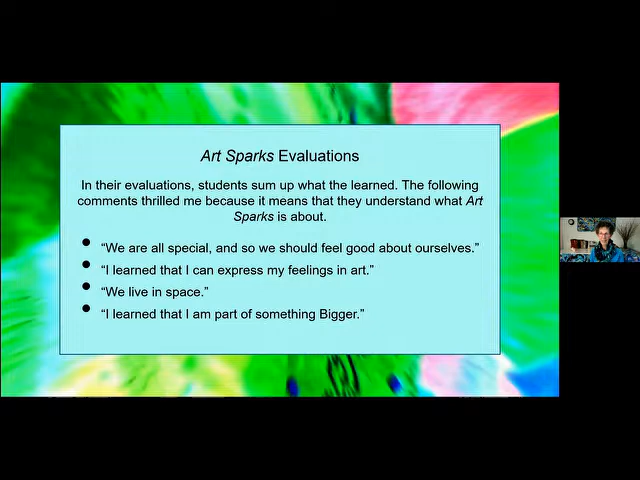 Art Sparks Evaluations
In their evaluations, students sum up what the learned. The following
comments thrilled me because it means that they understand what Art
Sparks is about.
• “We are all special, and so we should feel good about ourselves.”
• “I learned that I can express my feelings in art.”
• “We live in space.”
• “I learned that I am part of something Bigger.”